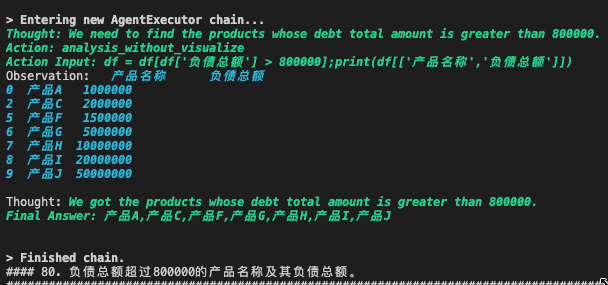 > Entering new AgentExecutor chain...
Thought: We need to find the products whose debt total amount is greater than 800000.
Action: analysis_without_visualize
Action Input: df = df[df['负债总额'] > 800000];print(df[['产品名称','负债总额']])
Observation:    产品名称      负债总额
0  产品A   1000000
2  产品C   2000000
5  产品F   1500000
6  产品G   5000000
7  产品H  10000000
8  产品I  20000000
9  产品J  50000000
Thought: We got the products whose debt total amount is greater than 800000.
Final Answer: 产品A,产品C,产品F,产品G,产品H,产品I,产品J
> Finished chain.
#### 80. 负债总额超过800000的产品名称及其负债总额。